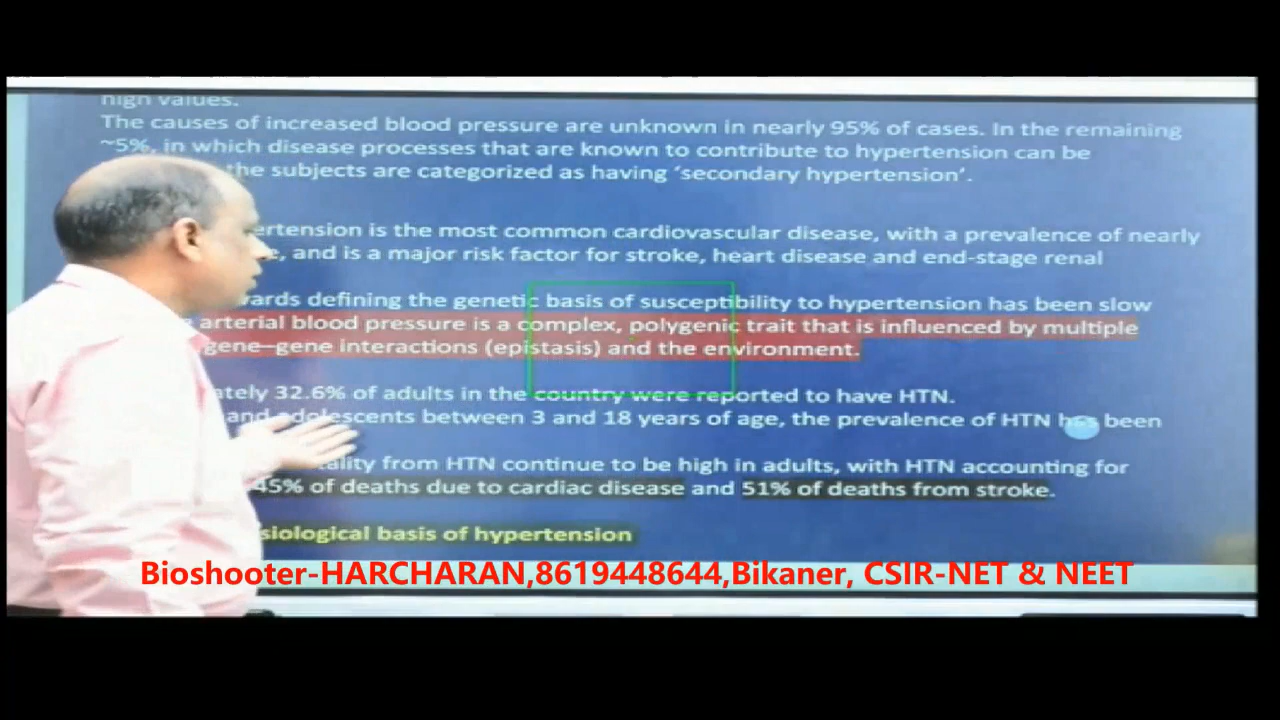 high values.
The causes of increased blood pressure are unknown in nearly 95% of cases. In the remaining
~5%, in which disease processes that are known to contribute to hypertension can be
the subjects are categorized as having ‘secondary hypertension’.
ertension is the most common cardiovascular disease, with a prevalence of nearly
e, and is a major risk factor for stroke, heart disease and end-stage renal
wards defining the genetic basis of susceptibility to hypertension has been slow
arterial blood pressure is a complex, polygenic trait that is influenced by multiple
gene–gene interactions (epistasis) and the environment.
ately 32.6% of adults in the country were reported to have HTN.
and adolescents between 3 and 18 years of age, the prevalence of HTN has been
ality from HTN continue to be high in adults, with HTN accounting for
45% of deaths due to cardiac disease and 51% of deaths from stroke.
siological basis of hypertension
Bioshooter-HARCHARAN,8619448644,Bikaner, CSIR-NET & NEET